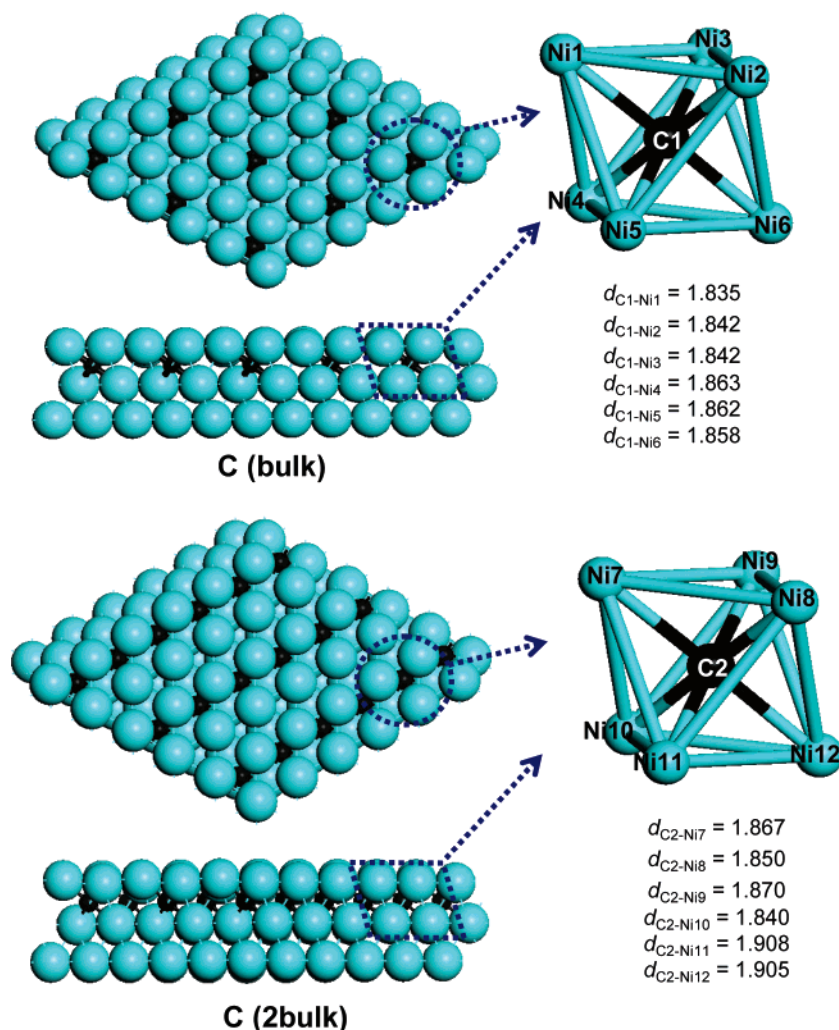 Ni3
Ni1
Ni2
C1
Ni4
Ni5
Ni6
dC1-Ni1 = 1.835
dC1-Ni2 = 1.842
dC1-Ni3 = 1.842
dC1-Ni4 = 1.863
dC1-Ni5 = 1.862
dC1-Ni6 = 1.858
C (bulk)
Ni9
Ni7
Ni8
C2
Ni10
Ni11
Ni12
dC2-Ni7 = 1.867
dC2-Ni8 = 1.850
dC2-Ni9 = 1.870
dC2-Ni10 = 1.840
dC2-Ni11 = 1.908
dC2-Ni12 = 1.905
C (2bulk)